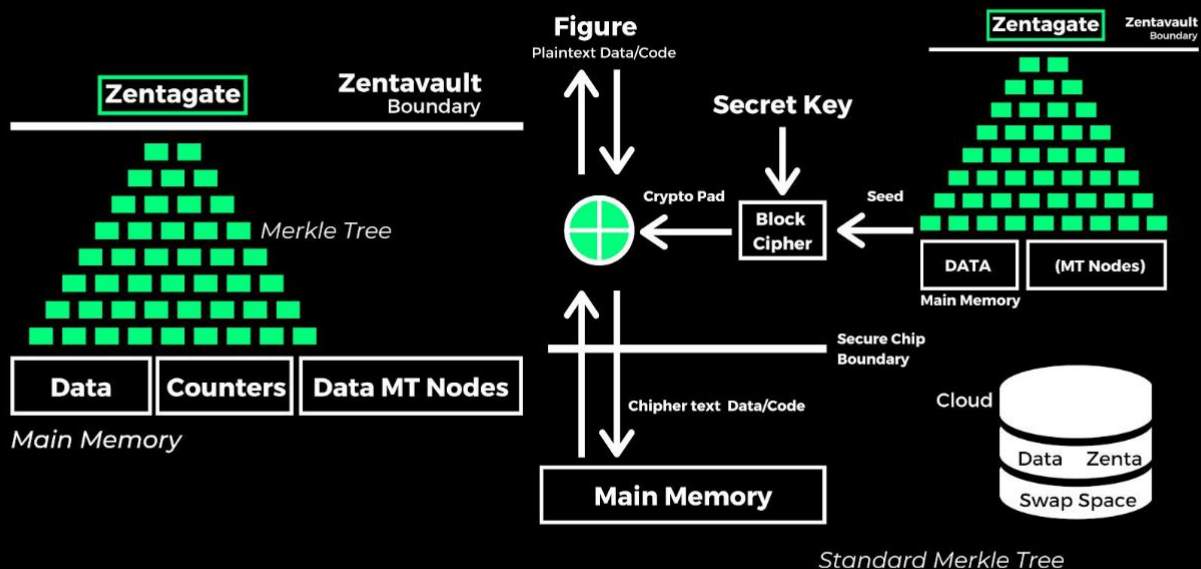 Zentagate
Zentavault
Boundary
Merkle Tree
Data
Counters
Data MT Nodes
Main Memory
Figure
Plaintext Data/Code
Secret Key
Crypto Pad
Block
Cipher
Seed
Secure Chip
Boundary
Chipher text Data/Code
Main Memory
Zentagate
Zentavault
Boundary
DATA
(MT Nodes)
Main Memory
Cloud
Data Zenta
Swap Space
Standard Merkle Tree